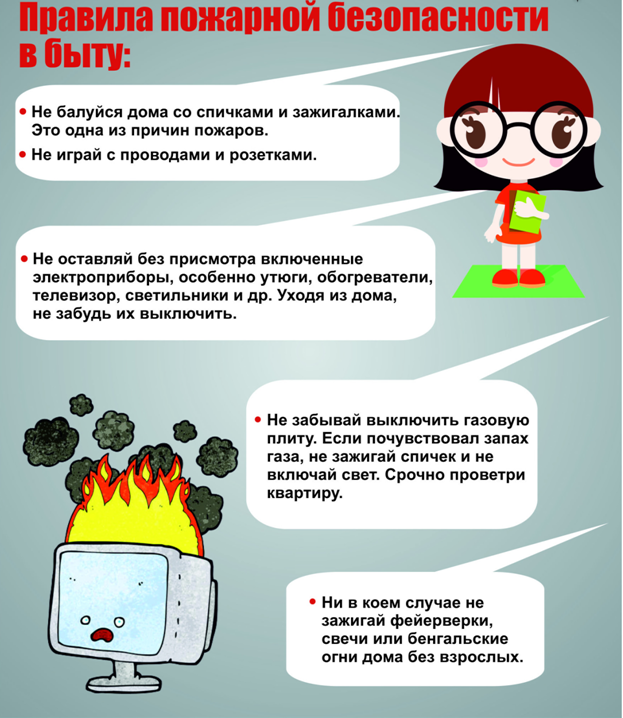 Правила пожарной безопасности
в быту:
• Не балуйся дома со спичками и зажигалками.
Это одна из причин пожаров.
• Не играй с проводами и розетками.
• Не оставляй без присмотра включенные
электроприборы, особенно утюги, обогреватели,
телевизор, светильники и др. Уходя из дома,
не забудь их выключить.
• Не забывай выключить газовую
плиту. Если почувствовал запах
газа, не зажигай спичек и не
включай свет. Срочно проветри
квартиру.
• Ни в коем случае не
зажигай фейерверки,
свечи или бенгальские
огни дома без взрослых.